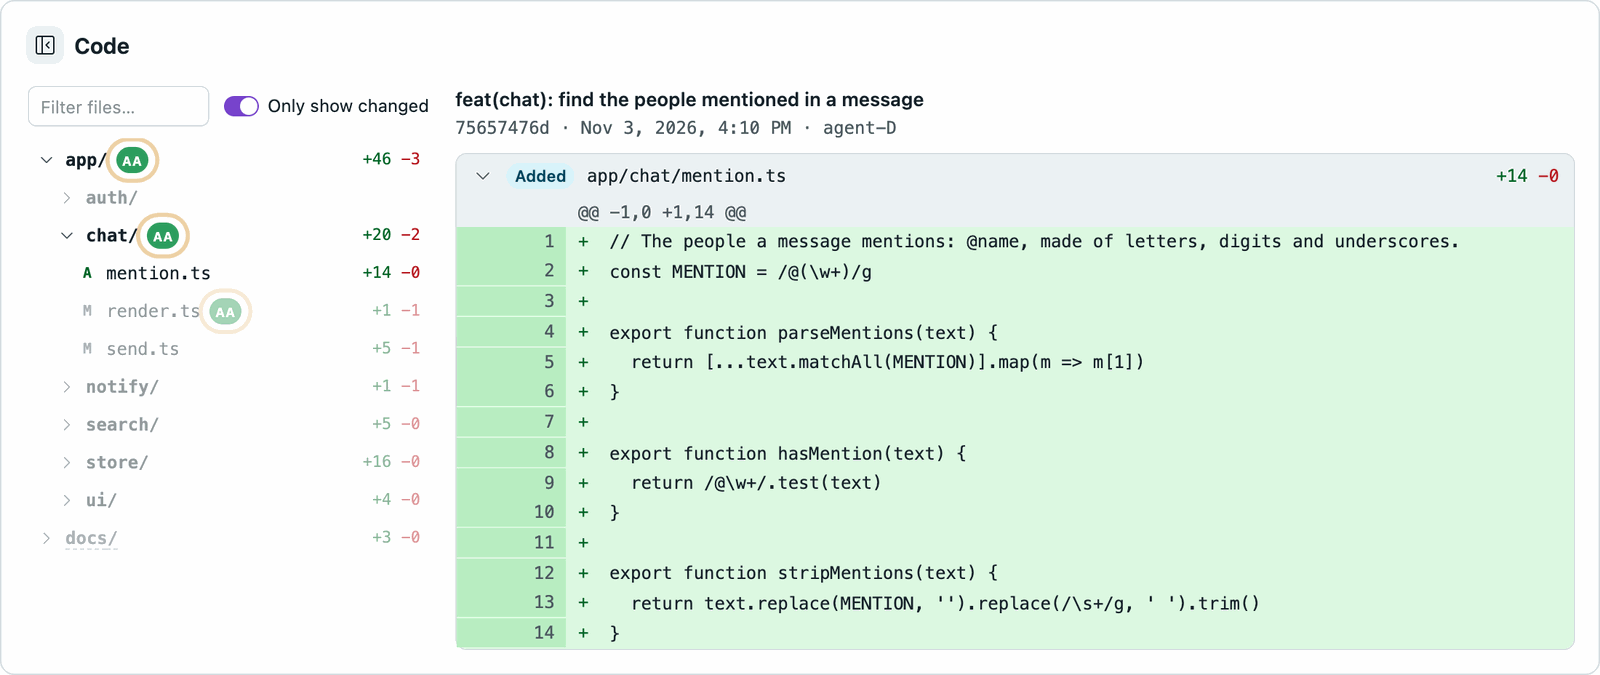 Code
Filter files...
Only show changed
app/ AA +46 −3
auth/
chat/ AA +20 −2
A mention.ts +14 −0
M render.ts AA +1 −1
M send.ts +5 −1
notify/ +1 −1
search/ +5 −0
store/ +16 −0
ui/ +4 −0
docs/ +3 −0
feat(chat): find the people mentioned in a message
75657476d · Nov 3, 2026, 4:10 PM · agent-D
Added app/chat/mention.ts +14 −0
@@ −1,0 +1,14 @@
1 + // The people a message mentions: @name, made of letters, digits and underscores.
2 + const MENTION = /@(\w+)/g
3 +
4 + export function parseMentions(text) {
5 +   return [...text.matchAll(MENTION)].map(m => m[1])
6 + }
7 +
8 + export function hasMention(text) {
9 +   return /@\w+/.test(text)
10 + }
11 +
12 + export function stripMentions(text) {
13 +   return text.replace(MENTION, '').replace(/\s+/g, ' ').trim()
14 + }